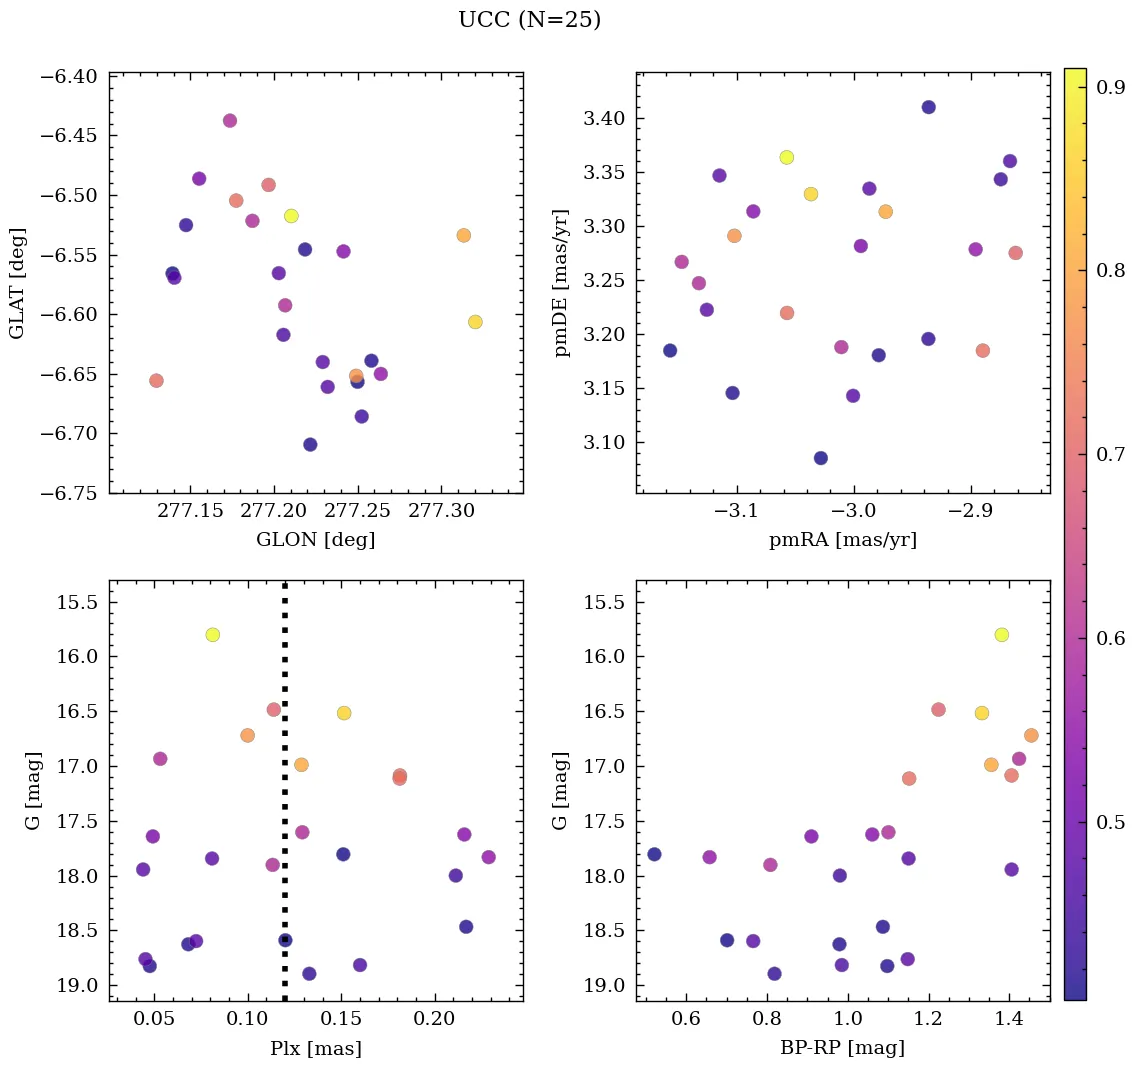 UCC (N=25)
−6.40
−6.45
−6.50
−6.55
−6.60
−6.65
−6.70
−6.75
GLAT [deg]
277.15 277.20 277.25 277.30
GLON [deg]
3.40
3.35
3.30
3.25
3.20
3.15
3.10
pmDE [mas/yr]
−3.1 −3.0 −2.9
pmRA [mas/yr]
15.5
16.0
16.5
17.0
17.5
18.0
18.5
19.0
G [mag]
0.05 0.10 0.15 0.20
Plx [mas]
15.5
16.0
16.5
17.0
17.5
18.0
18.5
19.0
G [mag]
0.6 0.8 1.0 1.2 1.4
BP-RP [mag]
0.9
0.8
0.7
0.6
0.5